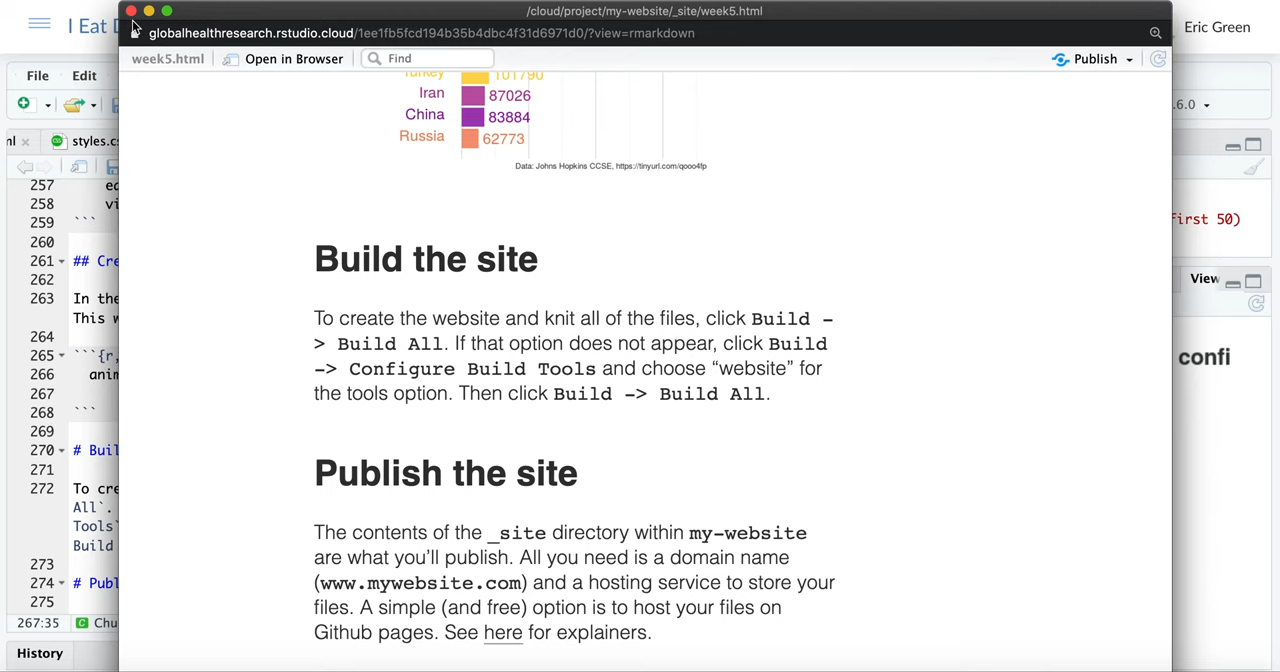 /cloud/project/my-website/_site/week5.html
I Eat
Eric Green
globalhealthresearch.rstudio.cloud/1ee1fb5fcd194b35b4dbc4f31d6971d0/?view=rmarkdown
week5.html Open in Browser Find Publish
File Edit
Turkey 101790
Iran 87026
China 83884
Russia 62773
Data: Johns Hopkins CCSE, https://tinyurl.com/qooo4fp
.6.0
styles.cs
257
258
259 ```
260
261 ## Cre
262
263 In the
This w
264
265 ```{r,
266 anim
267
268 ```
269
270 # Buil
271
272 To cre
All`.
Tools`
Build
273
274 # Publ
275
267:35 Chu
History
first 50)
View
confi
Build the site
To create the website and knit all of the files, click Build -
> Build All. If that option does not appear, click Build
-> Configure Build Tools and choose “website” for
the tools option. Then click Build -> Build All.
Publish the site
The contents of the _site directory within my-website
are what you’ll publish. All you need is a domain name
(www.mywebsite.com) and a hosting service to store your
files. A simple (and free) option is to host your files on
Github pages. See here for explainers.